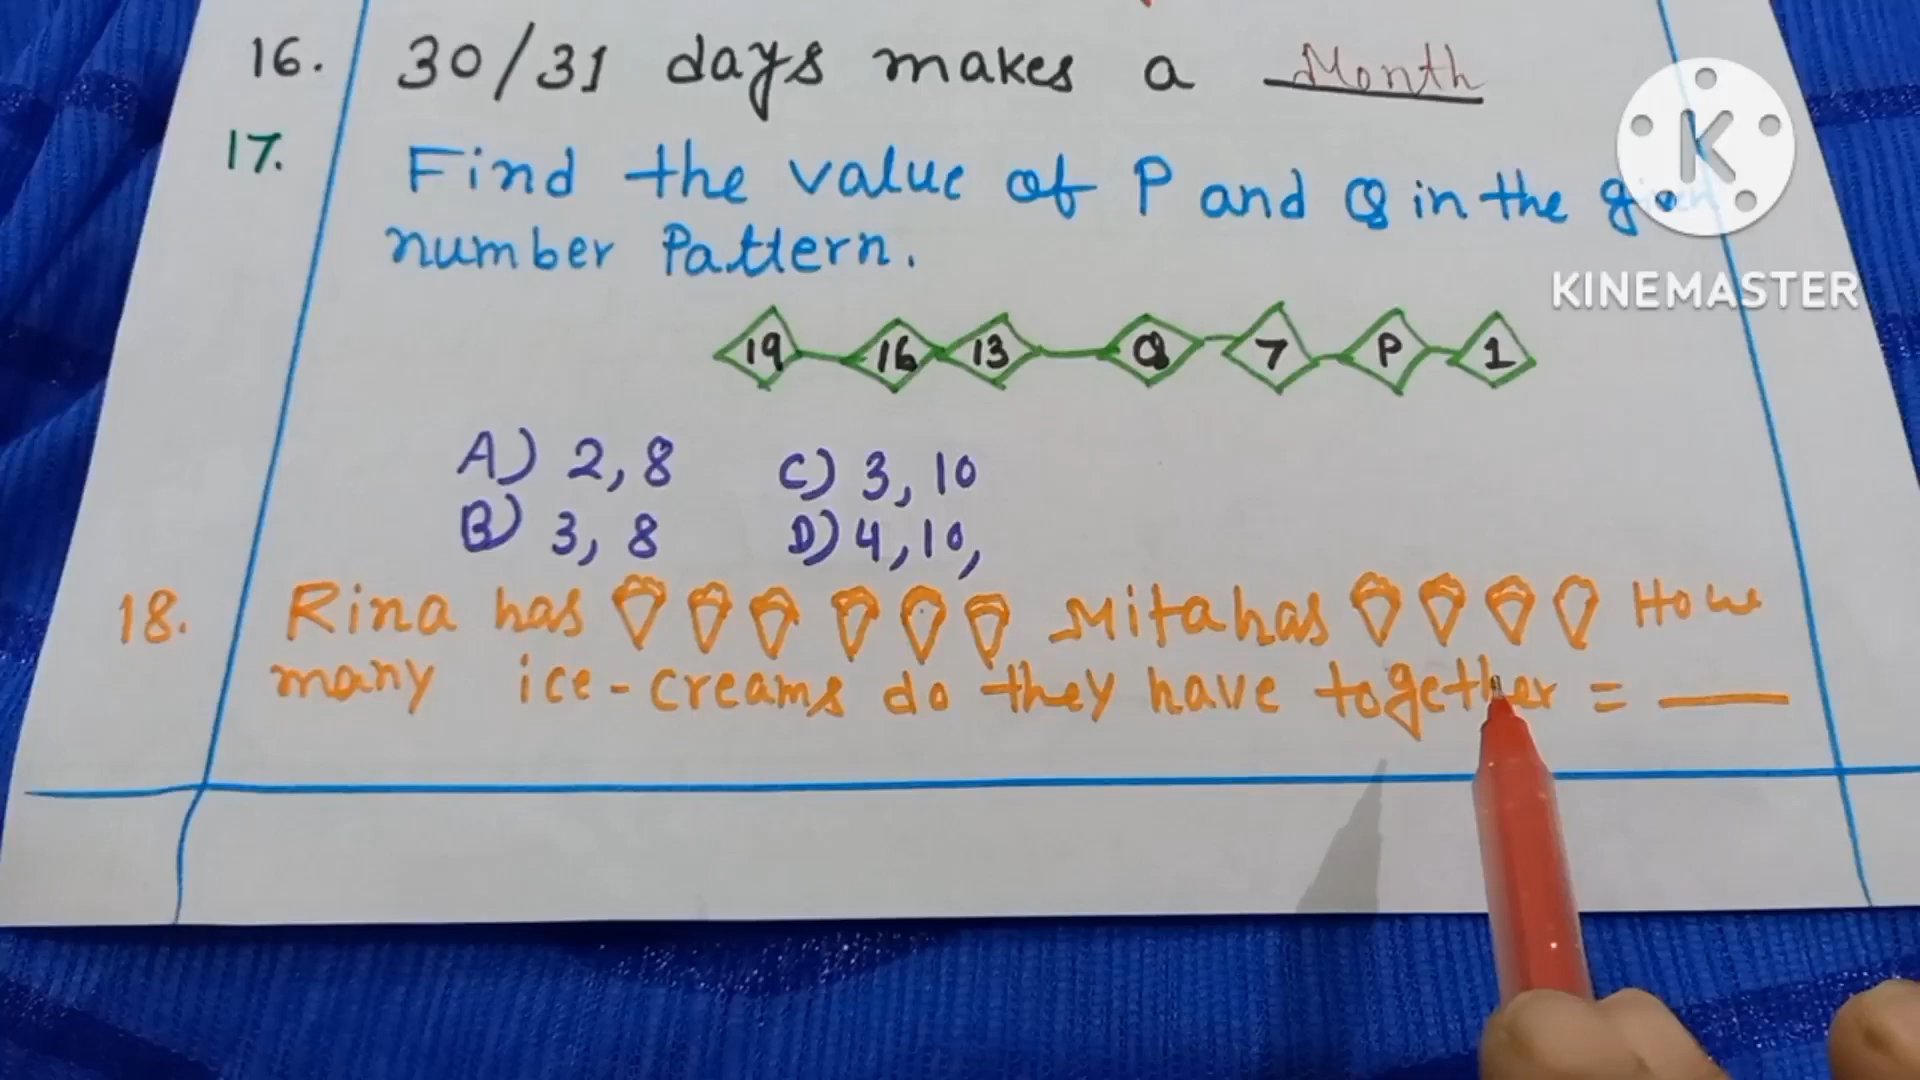 16. 30/31 days makes a Month
17. Find the value of P and Q in the given
number Pattern.
19 16 13 Q 7 P 1
A) 2, 8 C) 3, 10
B) 3, 8 D) 4, 10,
18. Rina has Mita has How
many ice-creams do they have together =
K
KINEMASTER